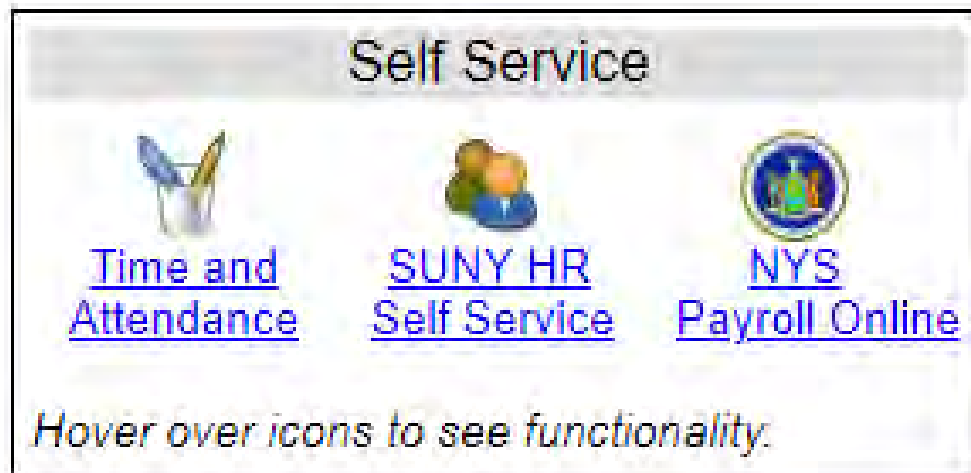 Self Service
Time and Attendance
SUNY HR Self Service
NYS Payroll Online
Hover over icons to see functionality.